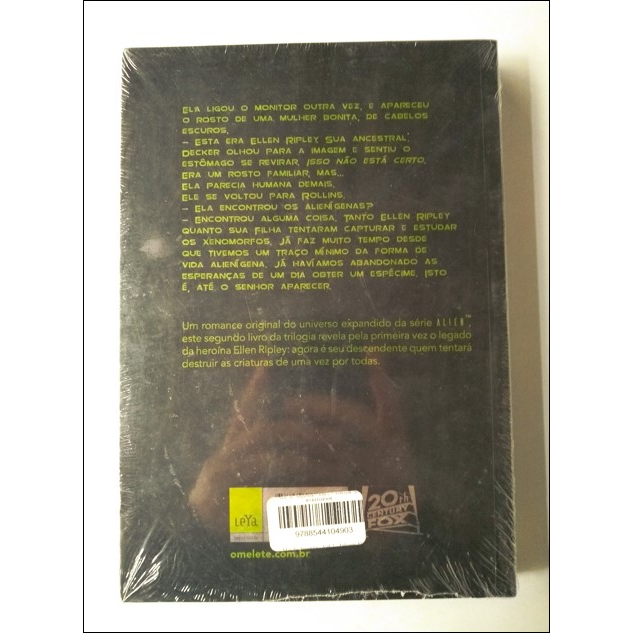 Ela ligou o monitor outra vez, e apareceu
o rosto de uma mulher bonita, de cabelos
escuros.
– Esta era Ellen Ripley. Sua ancestral.
Decker olhou para a imagem e sentiu o
estômago se revirar. Isso não está certo.
Era um rosto familiar, mas...
Ela parecia humana demais.
Ele se voltou para Rollins.
– Ela encontrou os alienígenas?
– Encontrou alguma coisa. Tanto Ellen Ripley
quanto sua filha tentaram capturar e estudar
os xenomorfos. Já faz muito tempo desde
que tivemos um traço mínimo da forma de
vida alienígena. Já havíamos abandonado as
esperanças de um dia obter um espécime. Isto
é, até o senhor aparecer.
Um romance original do universo expandido da série ALIEN™,
este segundo livro da trilogia revela pela primeira vez o legado
da heroína Ellen Ripley: agora é seu descendente quem tentará
destruir as criaturas de uma vez por todas.
LeYa
9788544104903
20th
CENTURY
FOX
omelete.com.br